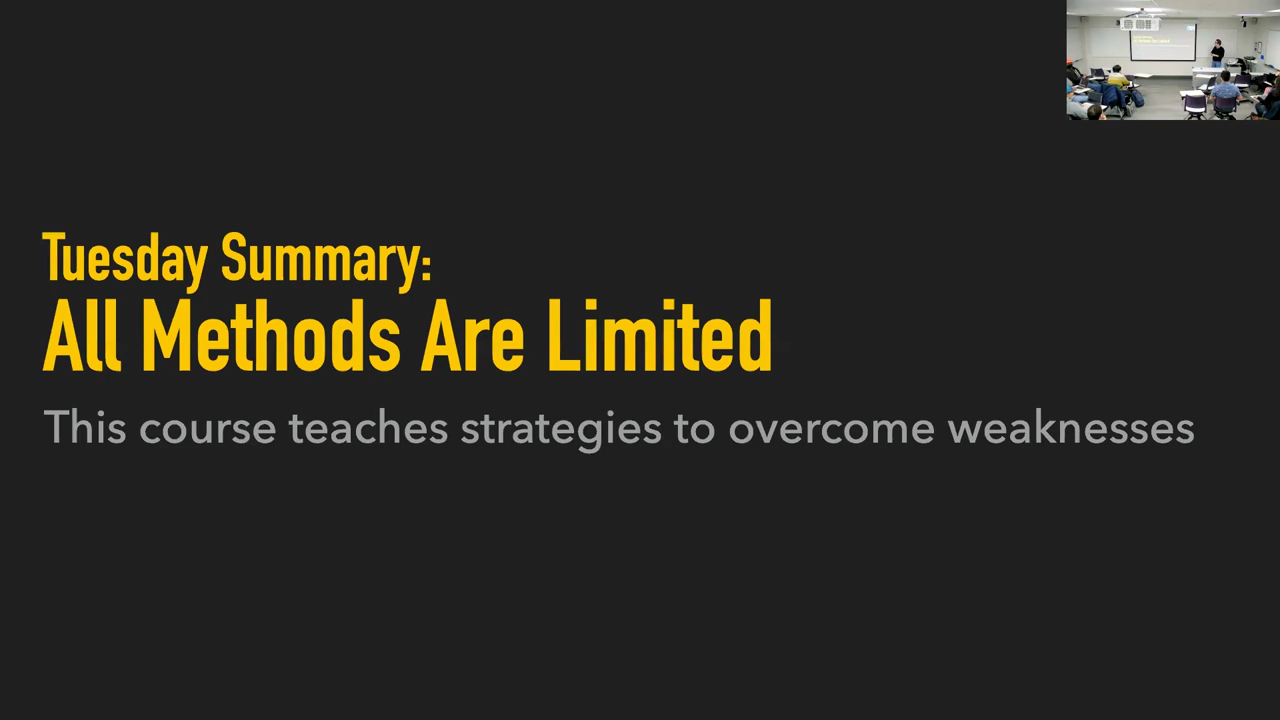 Tuesday Summary:
All Methods Are Limited
This course teaches strategies to overcome weaknesses